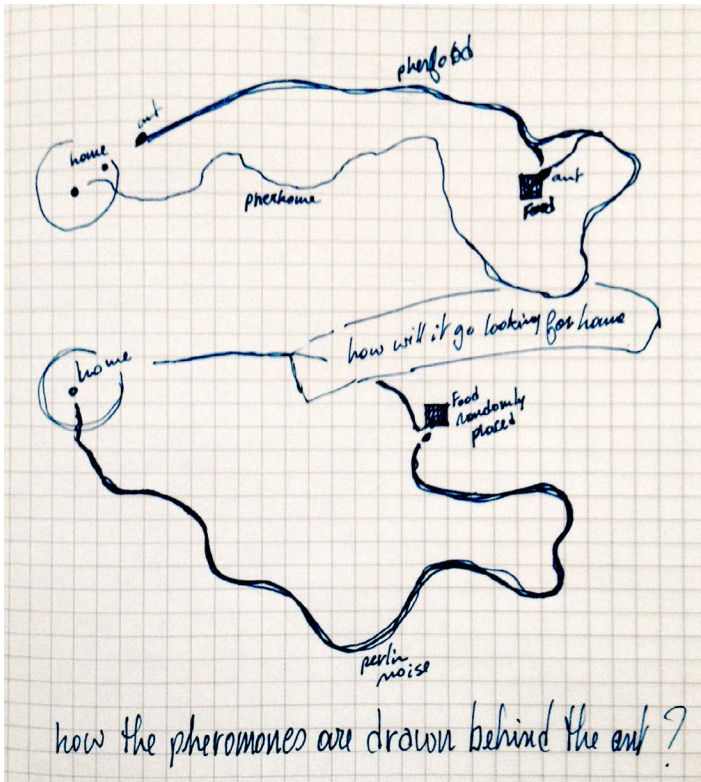 pherfood
ant
home
pherhome
ant
Food
how will it go looking for home
home
Food
randomly
placed
perlin
noise
how the pheromones are drawn behind the ant ?